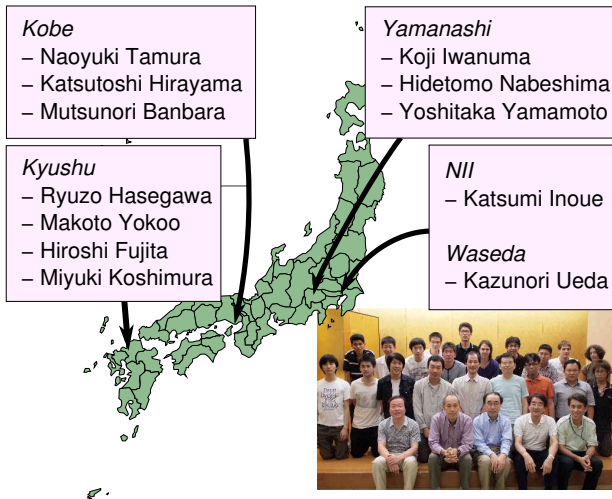 Kobe
– Naoyuki Tamura
– Katsutoshi Hirayama
– Mutsunori Banbara
Kyushu
– Ryuzo Hasegawa
– Makoto Yokoo
– Hiroshi Fujita
– Miyuki Koshimura
Yamanashi
– Koji Iwanuma
– Hidetomo Nabeshima
– Yoshitaka Yamamoto
NII
– Katsumi Inoue
Waseda
– Kazunori Ueda